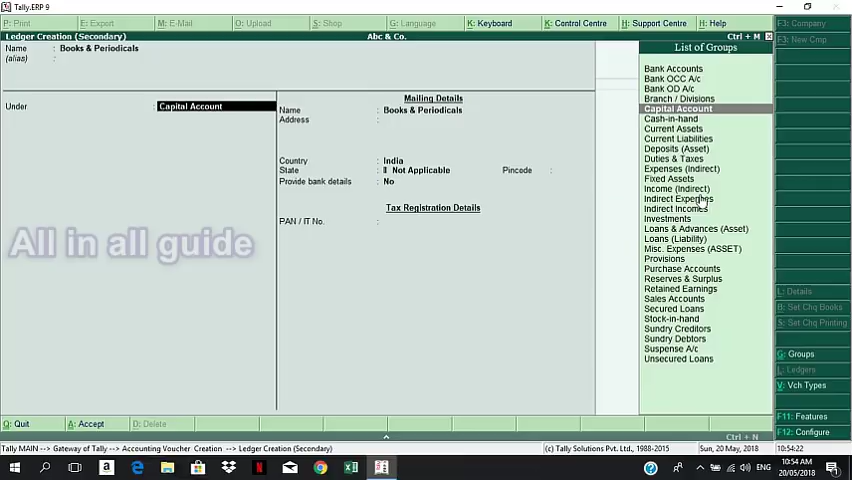 Tally.ERP 9
P: Print E: Export M: E-Mail O: Upload S: Shop G: Language K: Keyboard K: Control Centre H: Support Centre H: Help F3: Company
F3: New Cmp
Ledger Creation (Secondary) Abc & Co. Ctrl + M
Name : Books & Periodicals
(alias) :
List of Groups
Under : Capital Account
Mailing Details
Name : Books & Periodicals
Address :
Country : India
State : Not Applicable Pincode :
Provide bank details : No
Tax Registration Details
PAN / IT No. :
All in all guide
Bank Accounts
Bank OCC A/c
Bank OD A/c
Branch / Divisions
Capital Account
Cash-in-hand
Current Assets
Current Liabilities
Deposits (Asset)
Duties & Taxes
Expenses (Indirect)
Fixed Assets
Income (Indirect)
Indirect Expenses
Indirect Incomes
Investments
Loans & Advances (Asset)
Loans (Liability)
Misc. Expenses (ASSET)
Provisions
Purchase Accounts
Reserves & Surplus
Retained Earnings
Sales Accounts
Secured Loans
Stock-in-hand
Sundry Creditors
Sundry Debtors
Suspense A/c
Unsecured Loans
L: Details
B: Set Chq Books
S: Set Chq Printing
G: Groups
L: Ledgers
V: Vch Types
F11: Features
F12: Configure
Q: Quit A: Accept D: Delete
Ctrl + N
Tally MAIN --> Gateway of Tally --> Accounting Voucher Creation --> Ledger Creation (Secondary) (c) Tally Solutions Pvt. Ltd., 1988-2015 Sun, 20 May, 2018 10:54:22
ENG 10:54 AM
20/05/2018